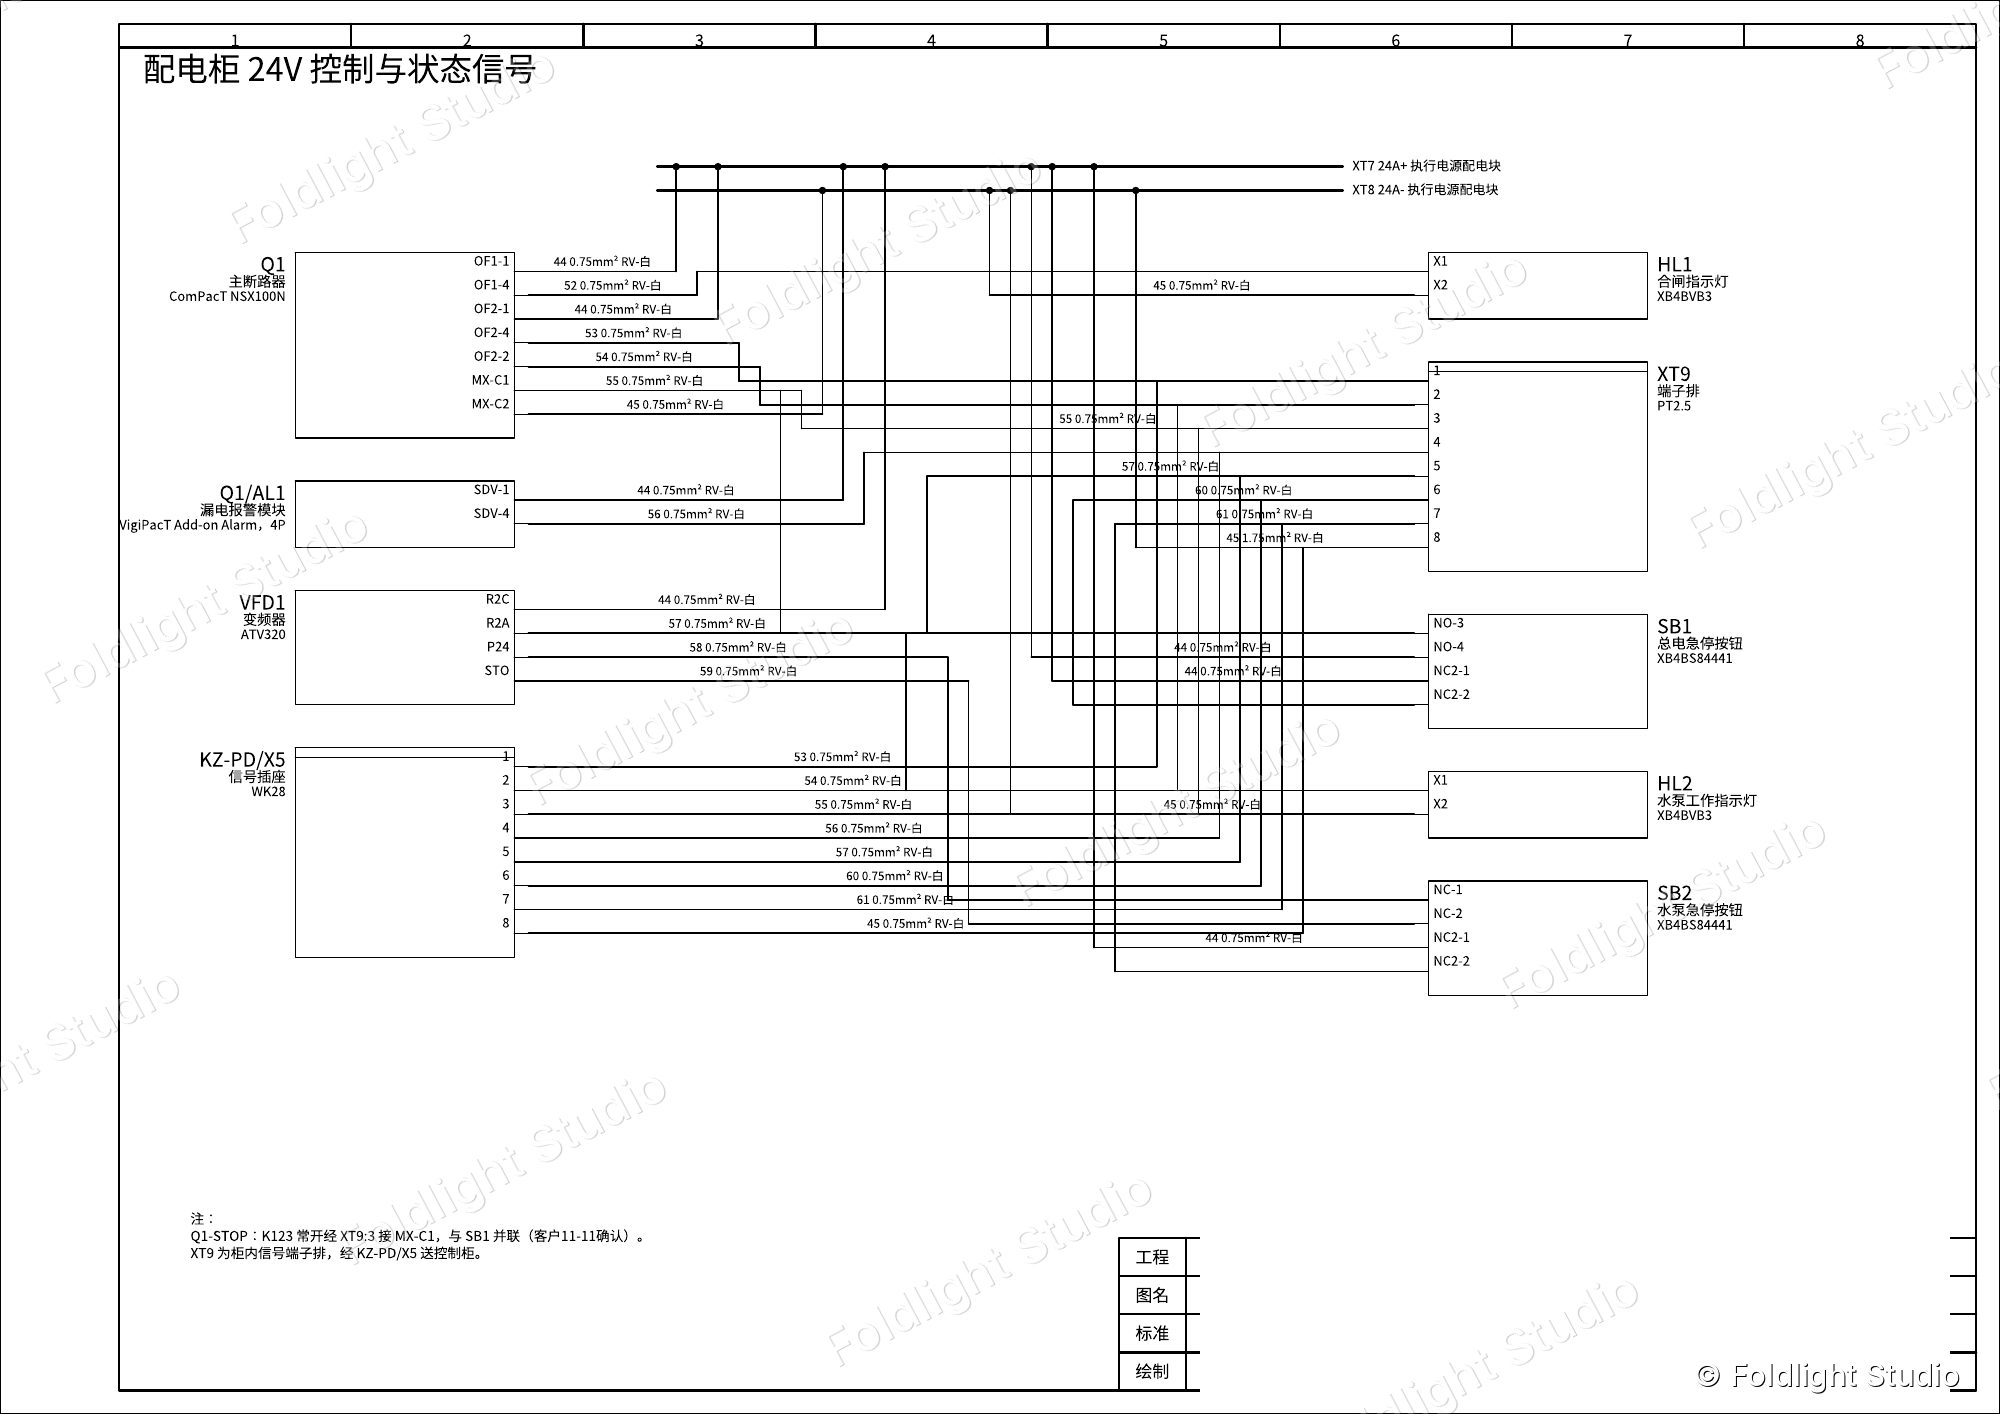 1 2 3 4 5 6 7 8
配电柜 24V 控制与状态信号
XT7 24A+ 执行电源配电块
XT8 24A- 执行电源配电块
Q1
主断路器
ComPacT NSX100N
OF1-1
OF1-4
OF2-1
OF2-4
OF2-2
MX-C1
MX-C2
44 0.75mm² RV-白
52 0.75mm² RV-白
44 0.75mm² RV-白
53 0.75mm² RV-白
54 0.75mm² RV-白
55 0.75mm² RV-白
45 0.75mm² RV-白
Q1/AL1
漏电报警模块
VigiPacT Add-on Alarm，4P
SDV-1
SDV-4
44 0.75mm² RV-白
56 0.75mm² RV-白
VFD1
变频器
ATV320
R2C
R2A
P24
STO
44 0.75mm² RV-白
57 0.75mm² RV-白
58 0.75mm² RV-白
59 0.75mm² RV-白
KZ-PD/X5
信号插座
WK28
1
2
3
4
5
6
7
8
53 0.75mm² RV-白
54 0.75mm² RV-白
55 0.75mm² RV-白
56 0.75mm² RV-白
57 0.75mm² RV-白
60 0.75mm² RV-白
61 0.75mm² RV-白
45 0.75mm² RV-白
45 0.75mm² RV-白
X1
X2
HL1
合闸指示灯
XB4BVB3
55 0.75mm² RV-白
57 0.75mm² RV-白
60 0.75mm² RV-白
61 0.75mm² RV-白
45 1.75mm² RV-白
1
2
3
4
5
6
7
8
XT9
端子排
PT2.5
44 0.75mm² RV-白
44 0.75mm² RV-白
NO-3
NO-4
NC2-1
NC2-2
SB1
总电急停按钮
XB4BS84441
45 0.75mm² RV-白
X1
X2
HL2
水泵工作指示灯
XB4BVB3
44 0.75mm² RV-白
NC-1
NC-2
NC2-1
NC2-2
SB2
水泵急停按钮
XB4BS84441
注：
Q1-STOP：K123 常开经 XT9:3 接 MX-C1，与 SB1 并联（客户11-11确认）。
XT9 为柜内信号端子排，经 KZ-PD/X5 送控制柜。
工程
图名
标准
绘制
© Foldlight Studio